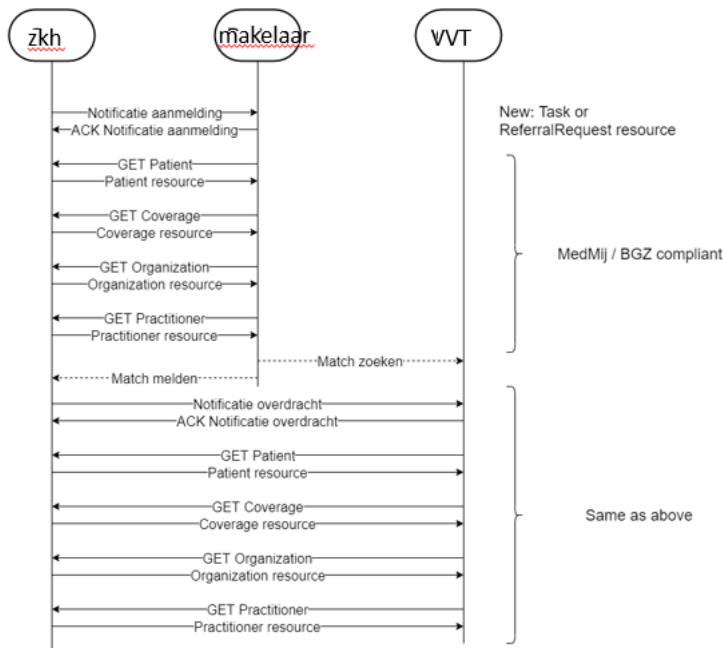 zkh
makelaar
VVT
Notificatie aanmelding
ACK Notificatie aanmelding
New: Task or
ReferralRequest resource
GET Patient
Patient resource
GET Coverage
Coverage resource
MedMij / BGZ compliant
GET Organization
Organization resource
GET Practitioner
Practitioner resource
Match zoeken
Match melden
Notificatie overdracht
ACK Notificatie overdracht
GET Patient
Patient resource
GET Coverage
Same as above
Coverage resource
GET Organization
Organization resource
GET Practitioner
Practitioner resource